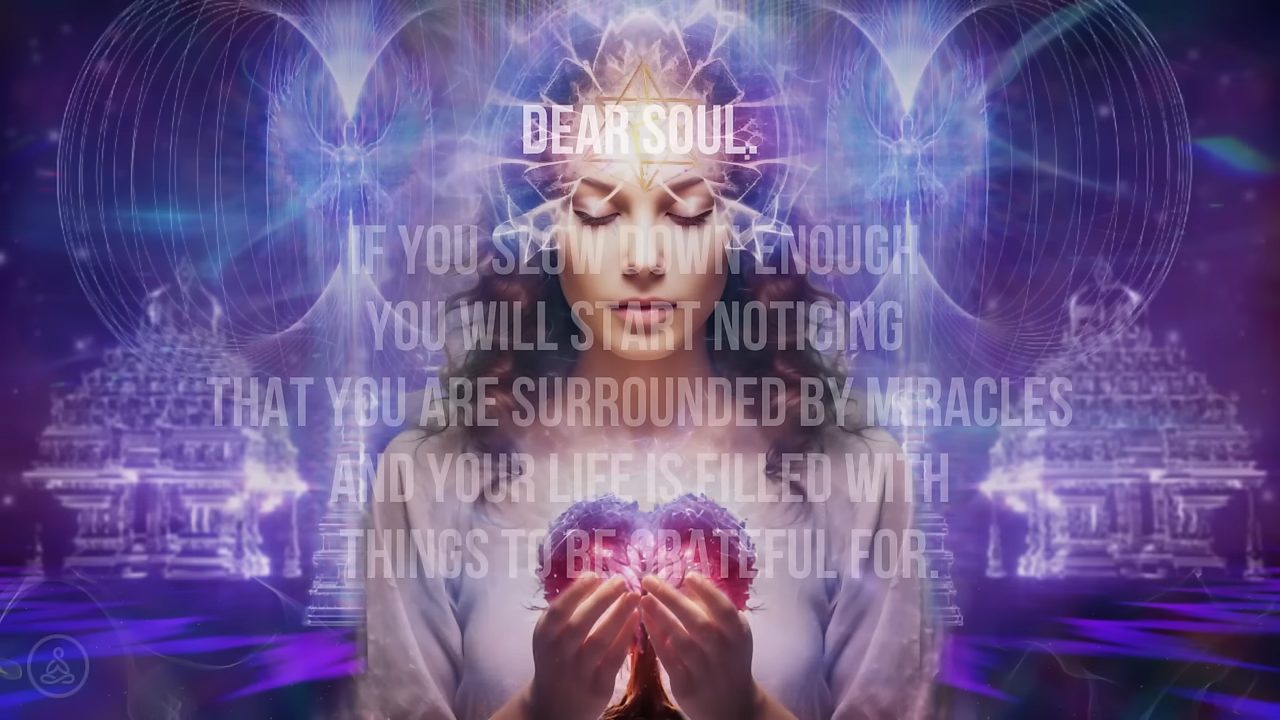 DEAR SOUL.
IF YOU SLOW DOWN ENOUGH
YOU WILL START NOTICING
THAT YOU ARE SURROUNDED BY MIRACLES
AND YOUR LIFE IS FILLED WITH
THINGS TO BE GRATEFUL FOR.